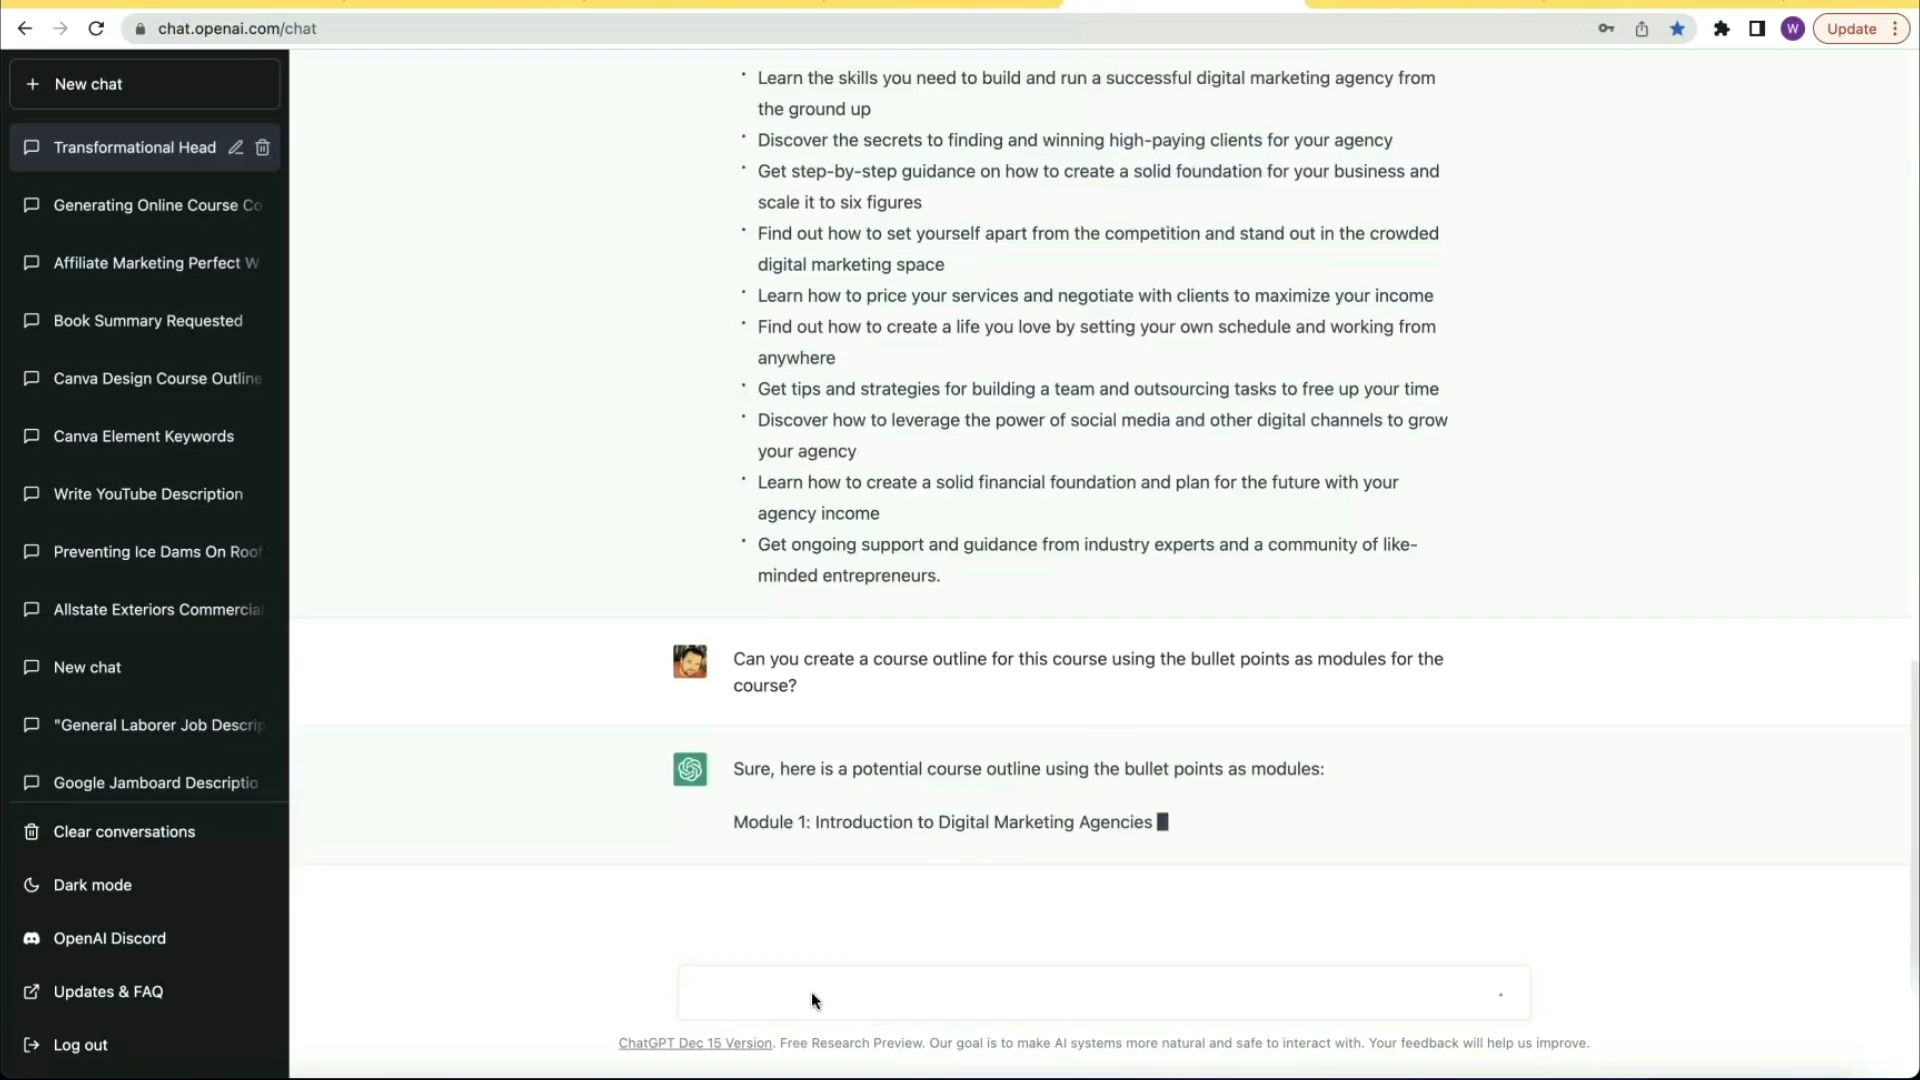 chat.openai.com/chat
W
Update
New chat
Transformational Head
Generating Online Course Co
Affiliate Marketing Perfect W
Book Summary Requested
Canva Design Course Outline
Canva Element Keywords
Write YouTube Description
Preventing Ice Dams On Roof
Allstate Exteriors Commercial
New chat
"General Laborer Job Descrip
Google Jamboard Descriptio
Clear conversations
Dark mode
OpenAI Discord
Updates & FAQ
Log out
Learn the skills you need to build and run a successful digital marketing agency from
the ground up
Discover the secrets to finding and winning high-paying clients for your agency
Get step-by-step guidance on how to create a solid foundation for your business and
scale it to six figures
Find out how to set yourself apart from the competition and stand out in the crowded
digital marketing space
Learn how to price your services and negotiate with clients to maximize your income
Find out how to create a life you love by setting your own schedule and working from
anywhere
Get tips and strategies for building a team and outsourcing tasks to free up your time
Discover how to leverage the power of social media and other digital channels to grow
your agency
Learn how to create a solid financial foundation and plan for the future with your
agency income
Get ongoing support and guidance from industry experts and a community of like-
minded entrepreneurs.
Can you create a course outline for this course using the bullet points as modules for the
course?
Sure, here is a potential course outline using the bullet points as modules:
Module 1: Introduction to Digital Marketing Agencies
ChatGPT Dec 15 Version. Free Research Preview. Our goal is to make AI systems more natural and safe to interact with. Your feedback will help us improve.